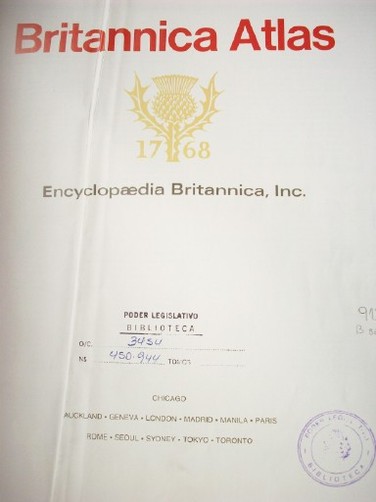 Britannica Atlas
1768
Encyclopædia Britannica, Inc.
PODER LEGISLATIVO
BIBLIOTECA
O/C. 3454
N$ 450.944 TOMOS
CHICAGO
AUCKLAND • GENEVA • LONDON • MADRID • MANILA • PARIS
ROME • SEOUL • SYDNEY • TOKYO • TORONTO
BIBLIOTECA